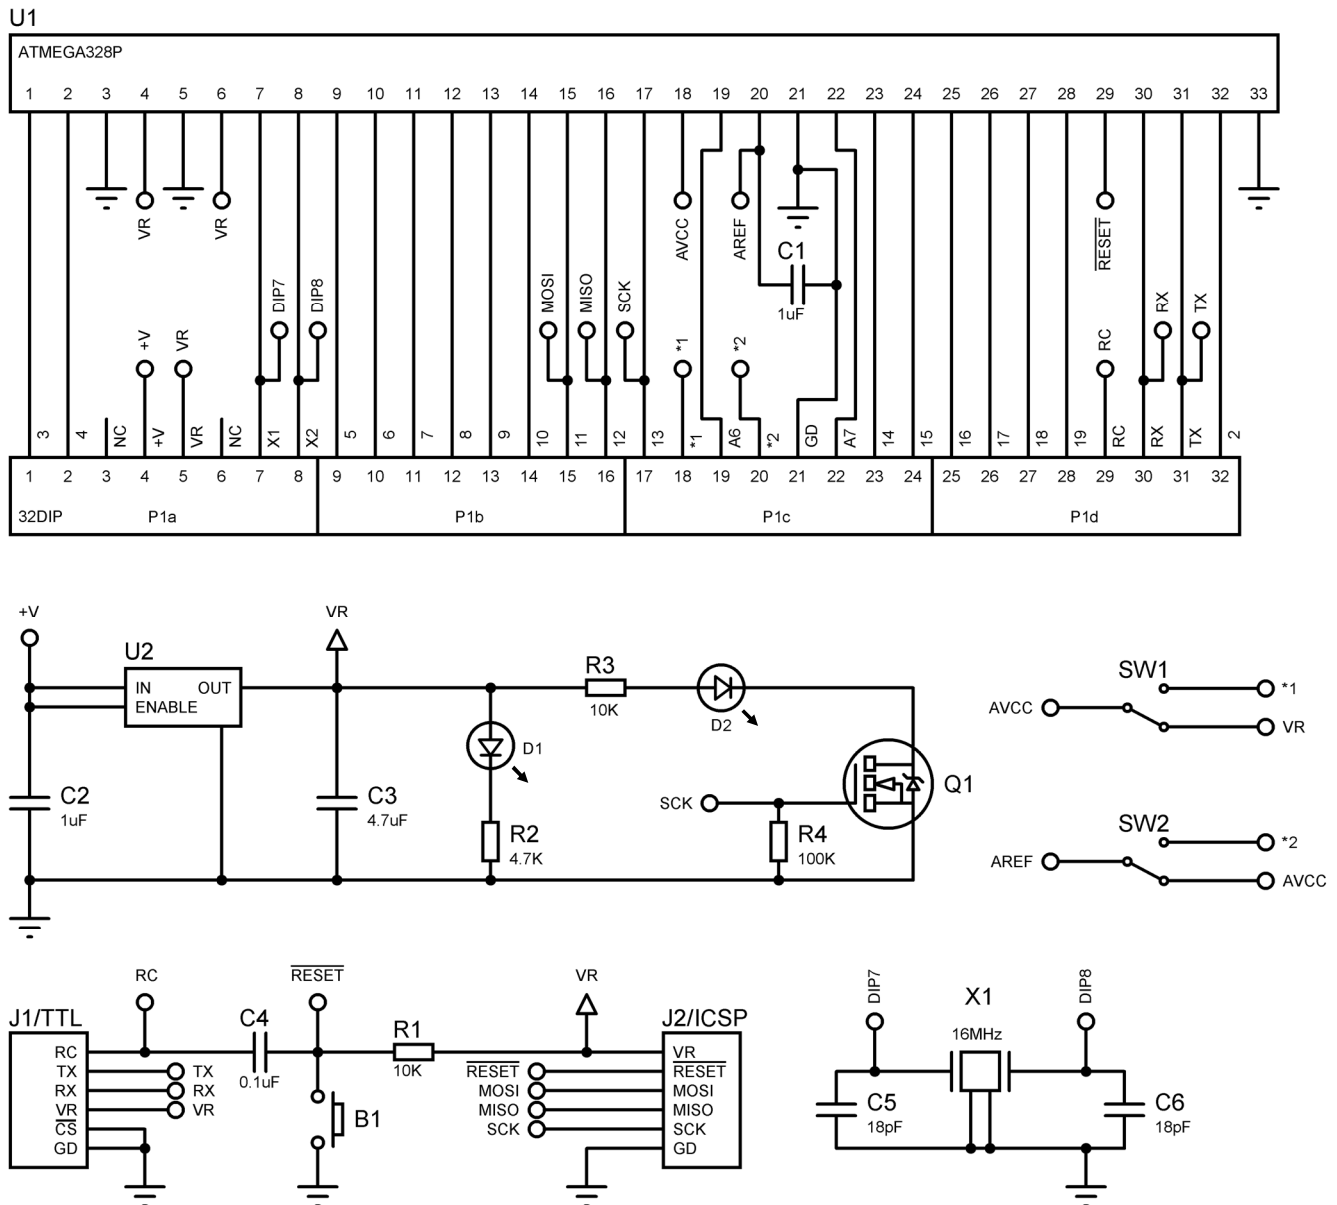 U1
ATMEGA328P
1 2 3 4 5 6 7 8 9 10 11 12 13 14 15 16 17 18 19 20 21 22 23 24 25 26 27 28 29 30 31 32 33
VR VR AVCC AREF RESET
C1
1uF
DIP7 DIP8 MOSI MISO SCK RX TX
+V VR *1 *2 RC
3 4 NC +V VR NC X1 X2 5 6 7 8 9 10 11 12 13 *1 A6 *2 GD A7 14 15 16 17 18 19 RC RX TX 2
1 2 3 4 5 6 7 8 9 10 11 12 13 14 15 16 17 18 19 20 21 22 23 24 25 26 27 28 29 30 31 32
32DIP P1a P1b P1c P1d
+V VR
U2
IN OUT
ENABLE
R3
10K
D2
D1
C2
1uF
C3
4.7uF
R2
4.7K
SCK
R4
100K
Q1
SW1
*1
AVCC
VR
SW2
*2
AREF
AVCC
RC RESET VR
J1/TTL
RC
TX TX
RX RX
VR VR
CS
GD
C4
0.1uF
R1
10K
B1
J2/ICSP
VR
RESET RESET
MOSI MOSI
MISO MISO
SCK SCK
GD
DIP7 DIP8
X1
16MHz
C5
18pF
C6
18pF